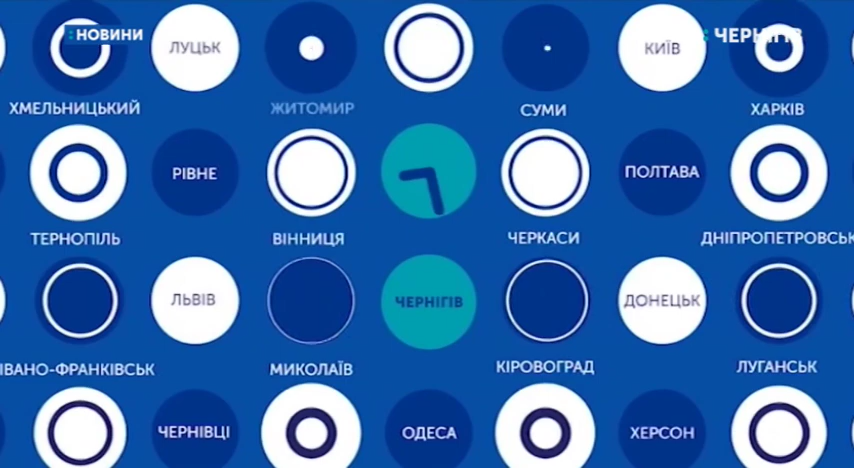 НОВИНИ
ЛУЦЬК
КИЇВ
ЧЕРНІГІВ
ХМЕЛЬНИЦЬКИЙ
ЖИТОМИР
СУМИ
ХАРКІВ
РІВНЕ
ПОЛТАВА
ТЕРНОПІЛЬ
ВІННИЦЯ
ЧЕРКАСИ
ДНІПРОПЕТРОВСЬК
ЛЬВІВ
ЧЕРНІГІВ
ДОНЕЦЬК
ІВАНО-ФРАНКІВСЬК
МИКОЛАЇВ
КІРОВОГРАД
ЛУГАНСЬК
ЧЕРНІВЦІ
ОДЕСА
ХЕРСОН